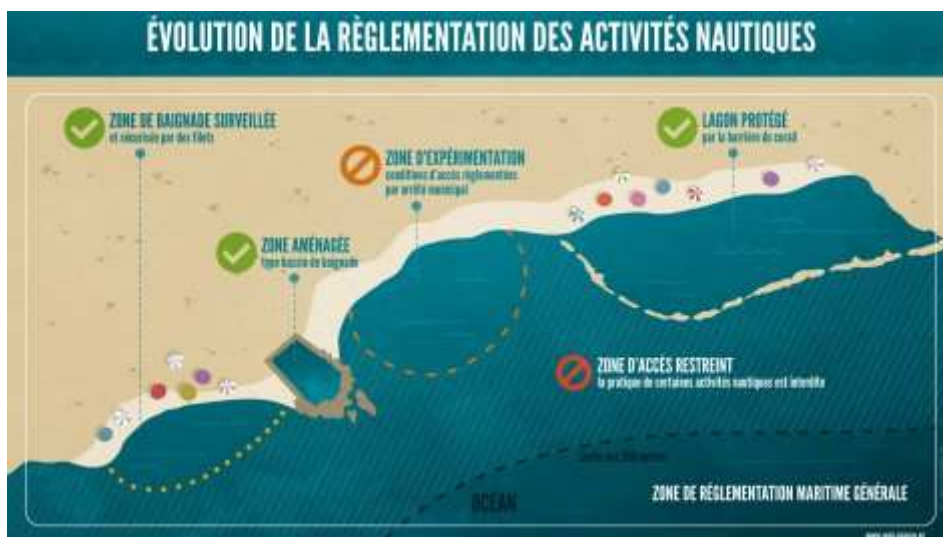 ÉVOLUTION DE LA RÈGLEMENTATION DES ACTIVITÉS NAUTIQUES
ZONE DE BAIGNADE SURVEILLÉE
et sécurisée par des filets
LAGON PROTÉGÉ
par la barrière de corail
ZONE D'EXPÉRIMENTATION
conditions d'accès règlementées
par arrêté municipal
ZONE AMÉNAGÉE
type bassin de baignade
ZONE D'ACCÈS RESTREINT
la pratique de certaines activités nautiques est interdite
OCÉAN
ZONE DE RÉGLEMENTATION MARITIME GÉNÉRALE